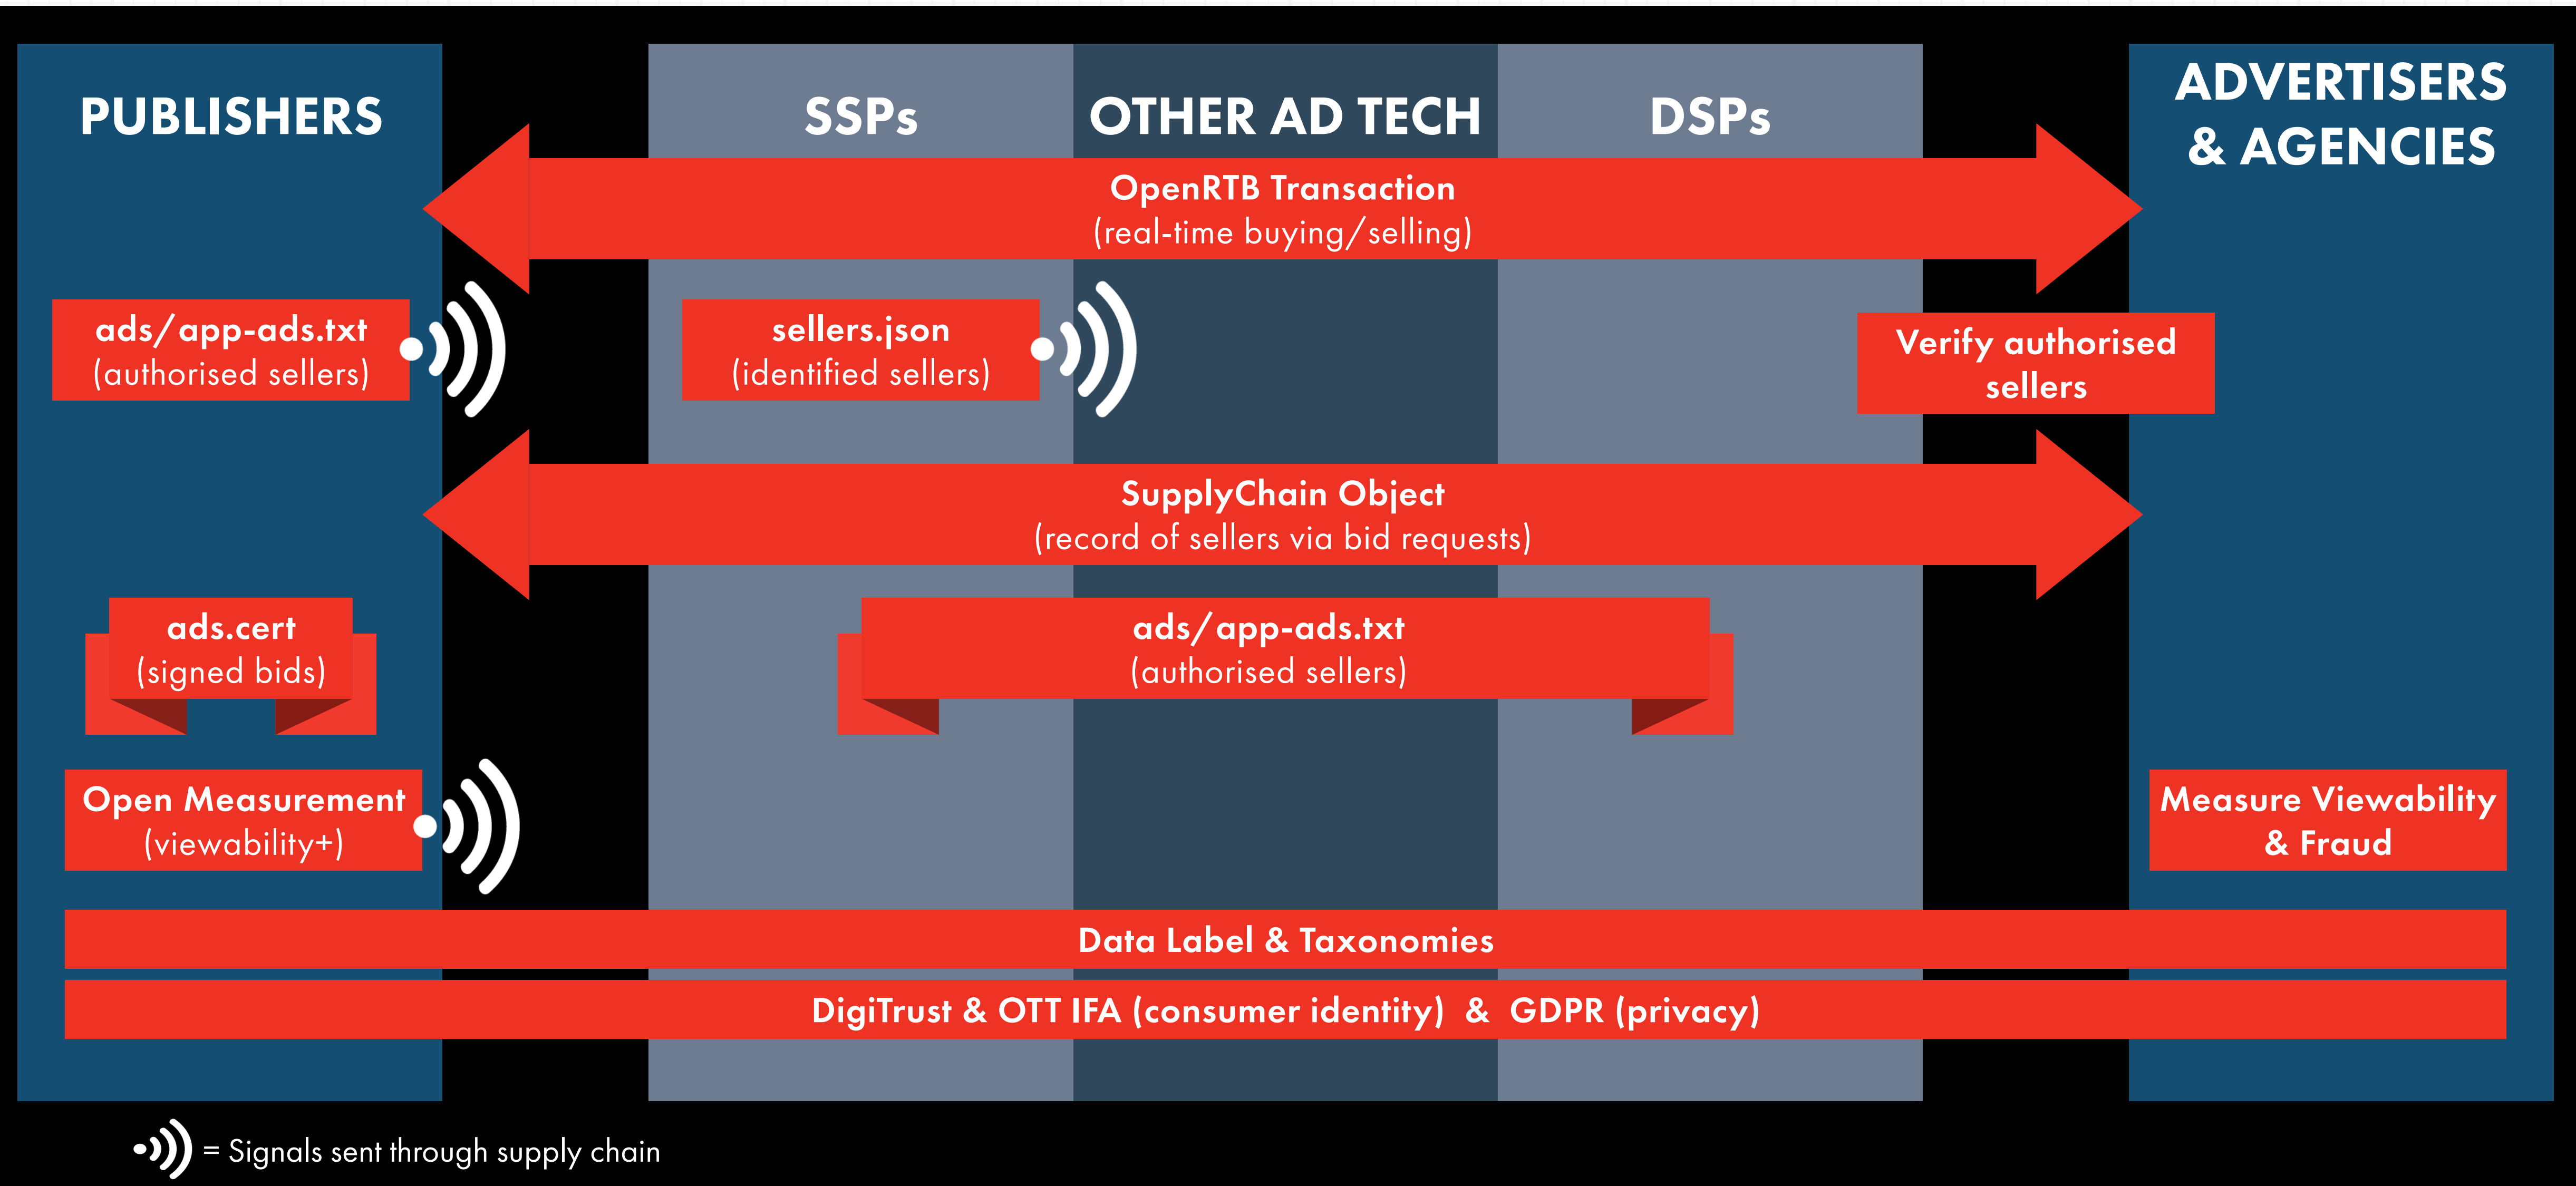 PUBLISHERS
SSPs
OTHER AD TECH
DSPs
ADVERTISERS
& AGENCIES
OpenRTB Transaction
(real-time buying/selling)
ads/app-ads.txt
(authorised sellers)
sellers.json
(identified sellers)
Verify authorised
sellers
SupplyChain Object
(record of sellers via bid requests)
ads.cert
(signed bids)
ads/app-ads.txt
(authorised sellers)
Open Measurement
(viewability+)
Measure Viewability
& Fraud
Data Label & Taxonomies
DigiTrust & OTT IFA (consumer identity) & GDPR (privacy)
= Signals sent through supply chain